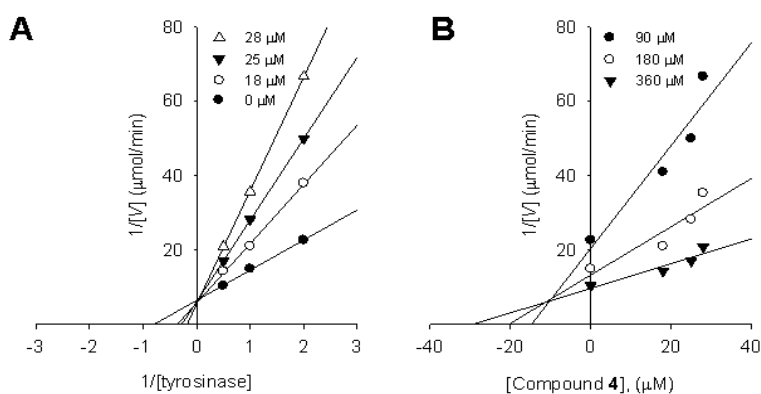 A
1/[V] (μmol/min)
80
60
40
20
-3 -2 -1 0 1 2 3
1/[tyrosinase]
28 μM
25 μM
18 μM
0 μM
B
1/[V] (μmol/min)
80
60
40
20
-40 -20 0 20 40
[Compound 4], (μM)
90 μM
180 μM
360 μM